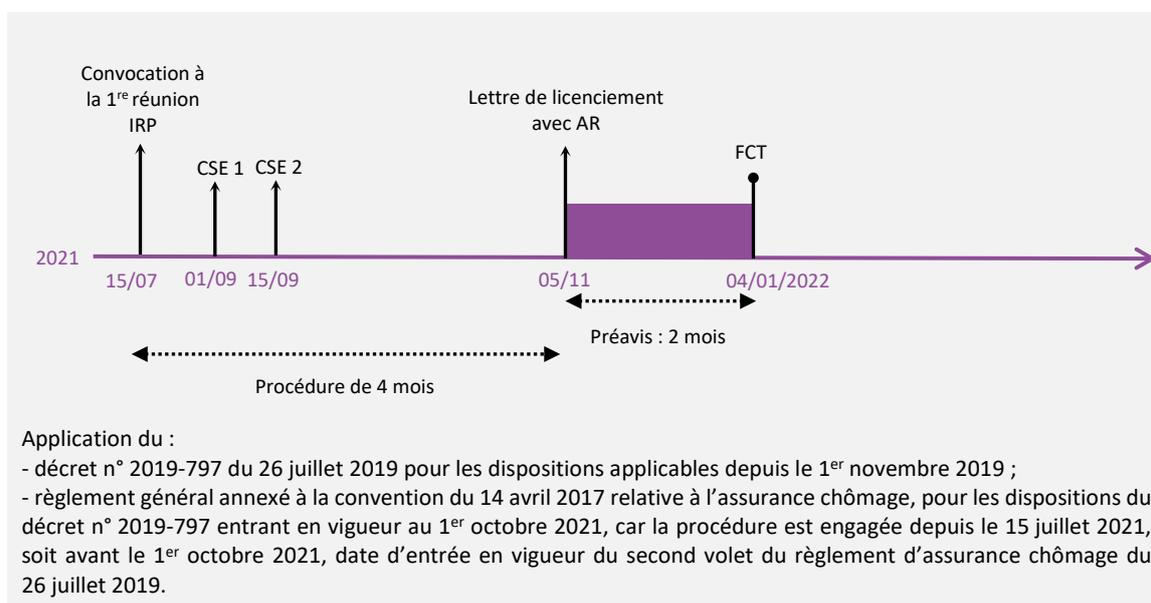 Convocation à
la 1re réunion
IRP
Lettre de licenciement
avec AR
CSE 1 CSE 2
FCT
2021
15/07 01/09 15/09 05/11 04/01/2022
Préavis : 2 mois
Procédure de 4 mois
Application du :
- décret n° 2019-797 du 26 juillet 2019 pour les dispositions applicables depuis le 1er novembre 2019 ;
- règlement général annexé à la convention du 14 avril 2017 relative à l’assurance chômage, pour les dispositions du
décret n° 2019-797 entrant en vigueur au 1er octobre 2021, car la procédure est engagée depuis le 15 juillet 2021,
soit avant le 1er octobre 2021, date d’entrée en vigueur du second volet du règlement d’assurance chômage du
26 juillet 2019.